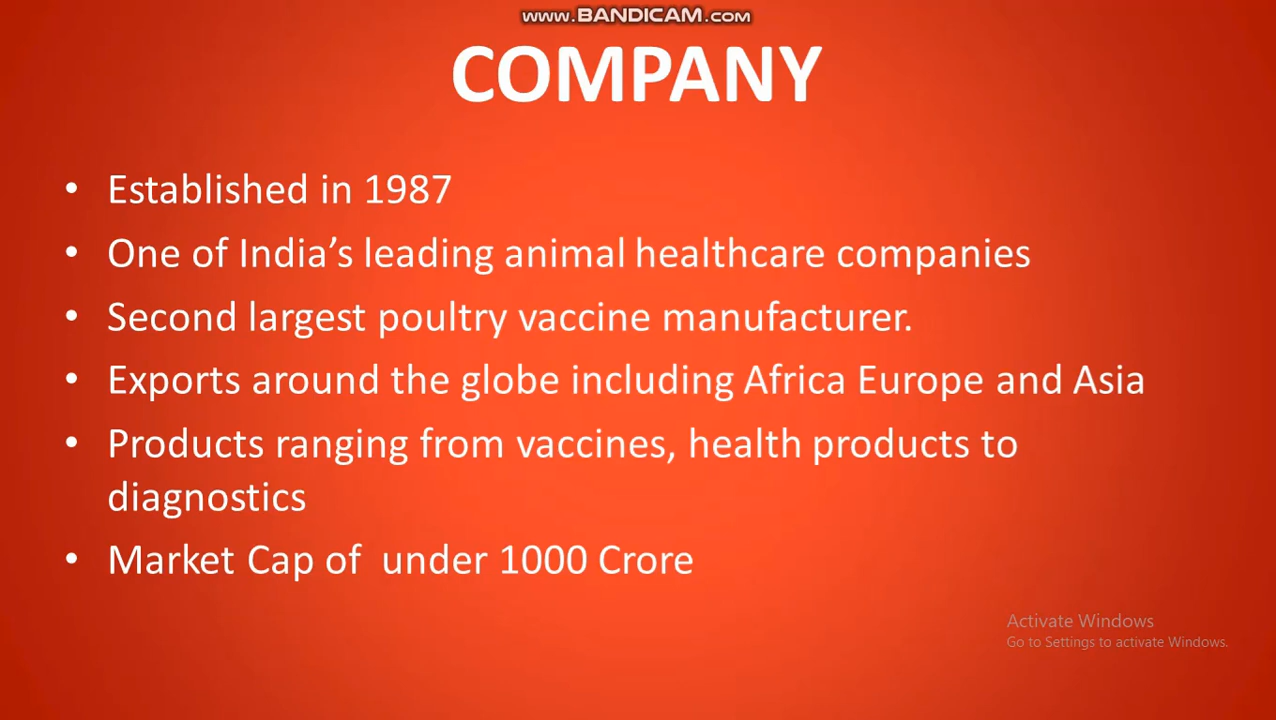 www.BANDICAM.com
COMPANY
• Established in 1987
• One of India’s leading animal healthcare companies
• Second largest poultry vaccine manufacturer.
• Exports around the globe including Africa Europe and Asia
• Products ranging from vaccines, health products to
diagnostics
• Market Cap of  under 1000 Crore
Activate Windows
Go to Settings to activate Windows.